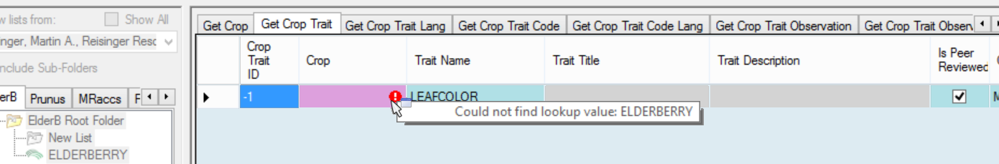 w lists from: Show All
inger, Martin A., Reisinger Resc
nclude Sub-Folders
erB Prunus MRaccs F
ElderB Root Folder
New List
ELDERBERRY
Get Crop Get Crop Trait Get Crop Trait Lang Get Crop Trait Code Get Crop Trait Code Lang Get Crop Trait Observation Get Crop Trait Observ
Crop Trait ID Crop Trait Name Trait Title Trait Description Is Peer Reviewed
-1 LEAFCOLOR M
Could not find lookup value: ELDERBERRY